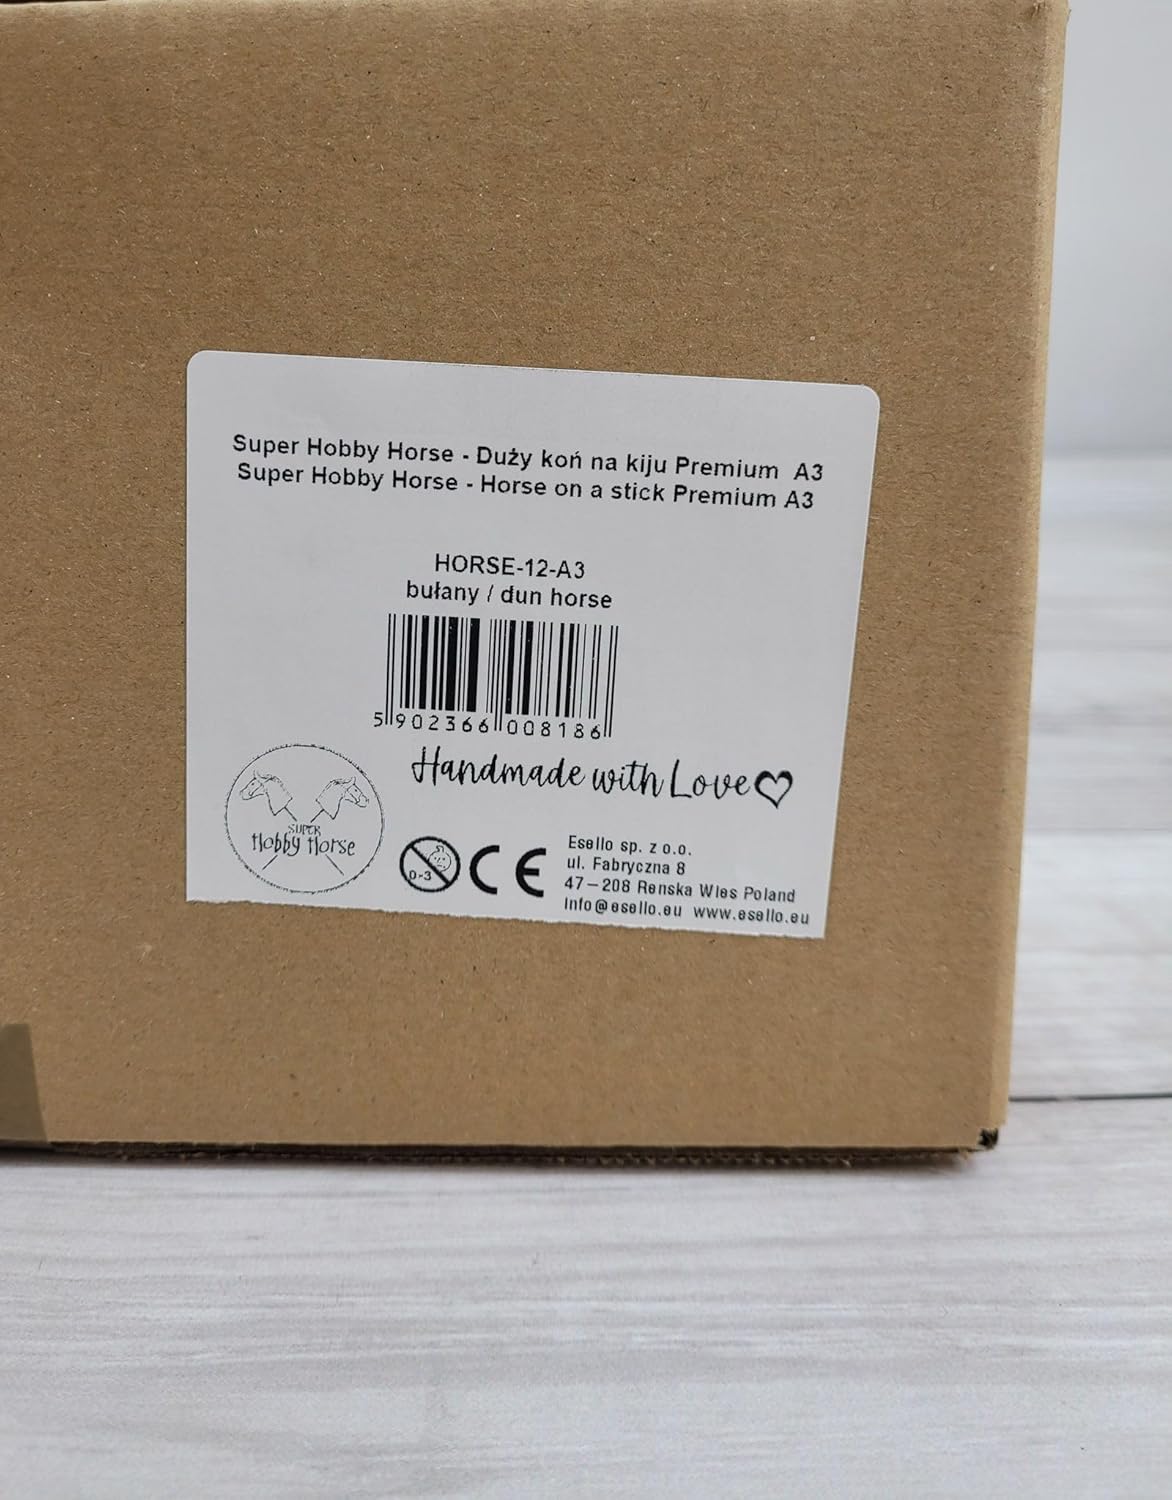 Super Hobby Horse - Duży koń na kiju Premium A3
Super Hobby Horse - Horse on a stick Premium A3
HORSE-12-A3
bułany / dun horse
5 902366 008186
Handmade with Love
SUPER
Hobby Horse
0-3
CE
Esello sp. z o.o.
ul. Fabryczna 8
47-208 Renska Wies Poland
info@esello.eu www.esello.eu